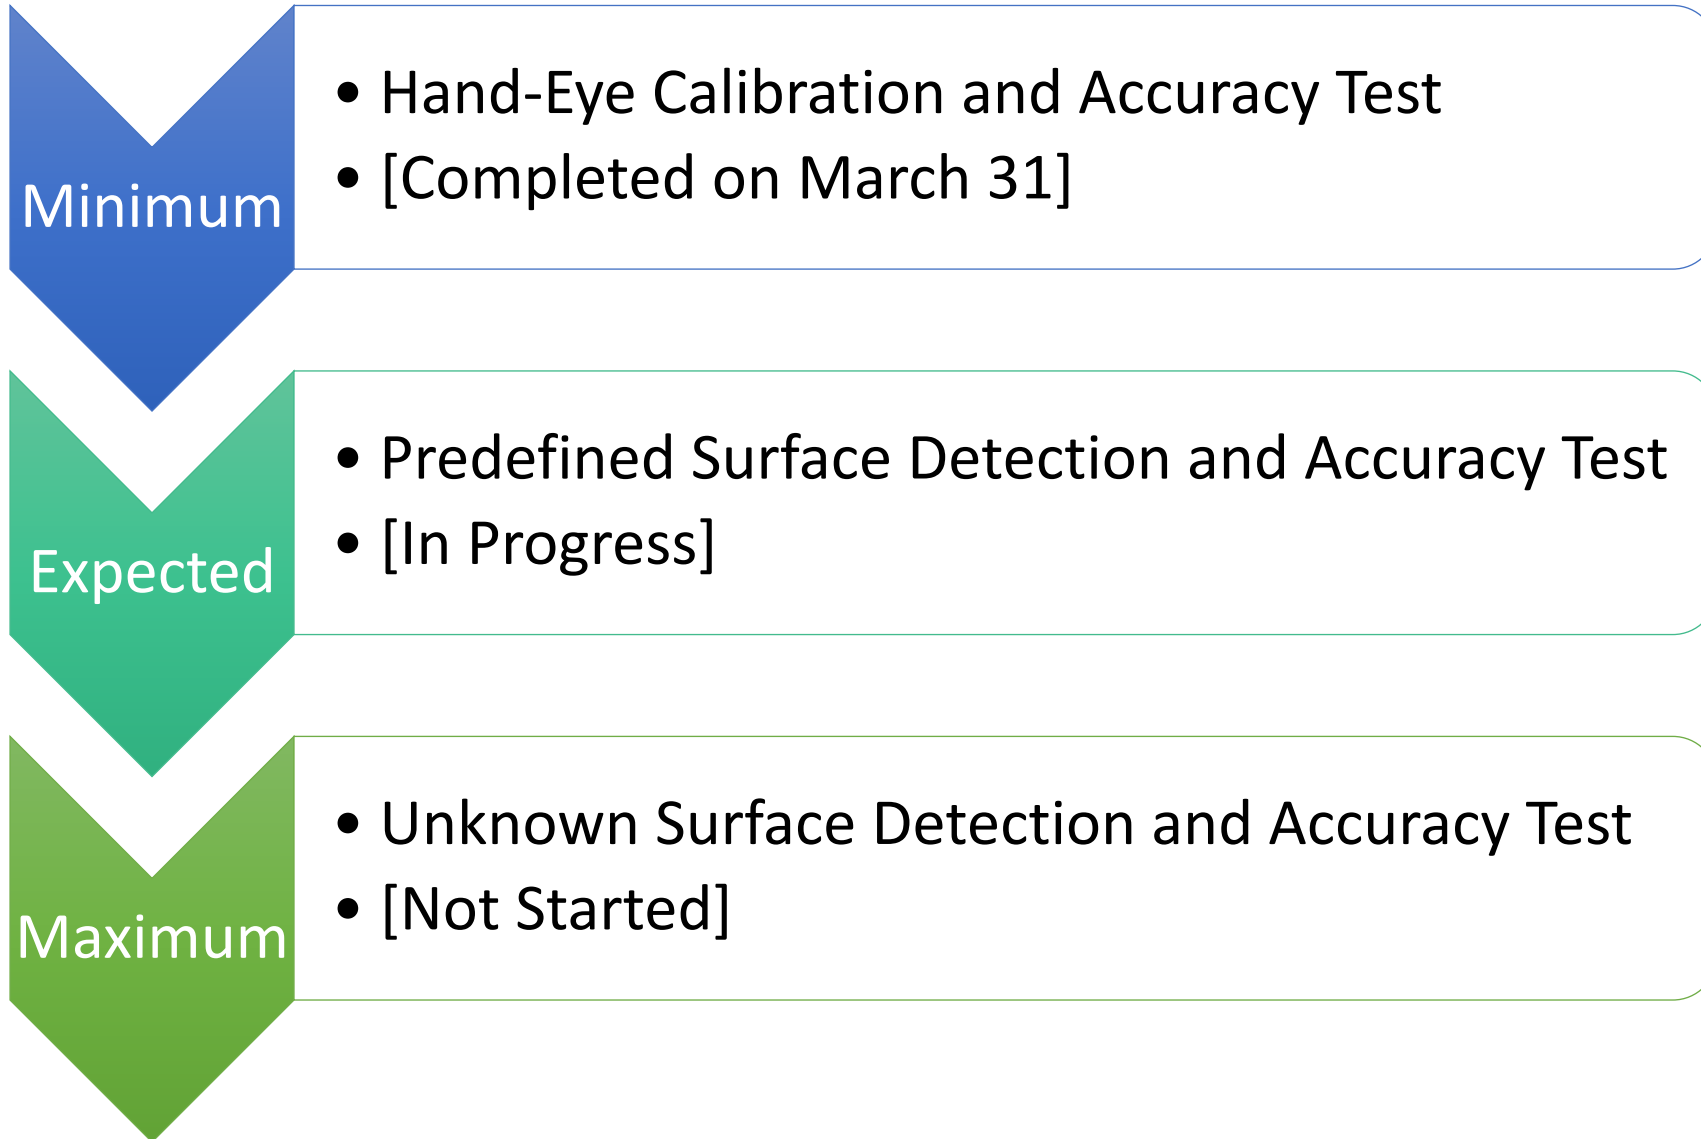 Minimum
• Hand-Eye Calibration and Accuracy Test
• [Completed on March 31]
Expected
• Predefined Surface Detection and Accuracy Test
• [In Progress]
Maximum
• Unknown Surface Detection and Accuracy Test
• [Not Started]